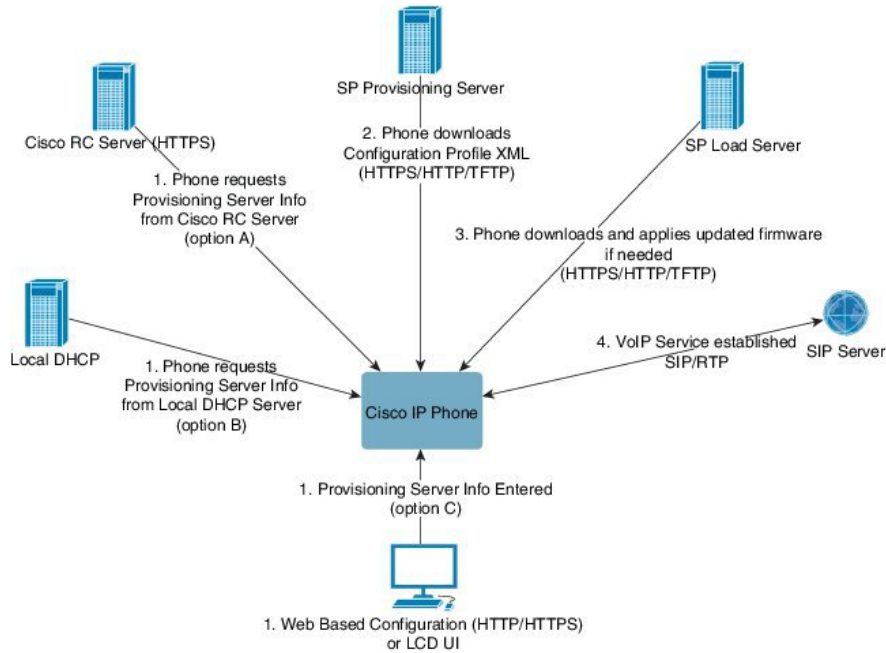 SP Provisioning Server
Cisco RC Server (HTTPS)
SP Load Server
2. Phone downloads
Configuration Profile XML
(HTTPS/HTTP/TFTP)
1. Phone requests
Provisioning Server Info
from Cisco RC Server
(option A)
3. Phone downloads and applies updated firmware
if needed
(HTTPS/HTTP/TFTP)
Local DHCP
1. Phone requests
Provisioning Server Info
from Local DHCP Server
(option B)
4. VoIP Service established
SIP/RTP
SIP Server
Cisco IP Phone
1. Provisioning Server Info Entered
(option C)
1. Web Based Configuration (HTTP/HTTPS)
or LCD UI